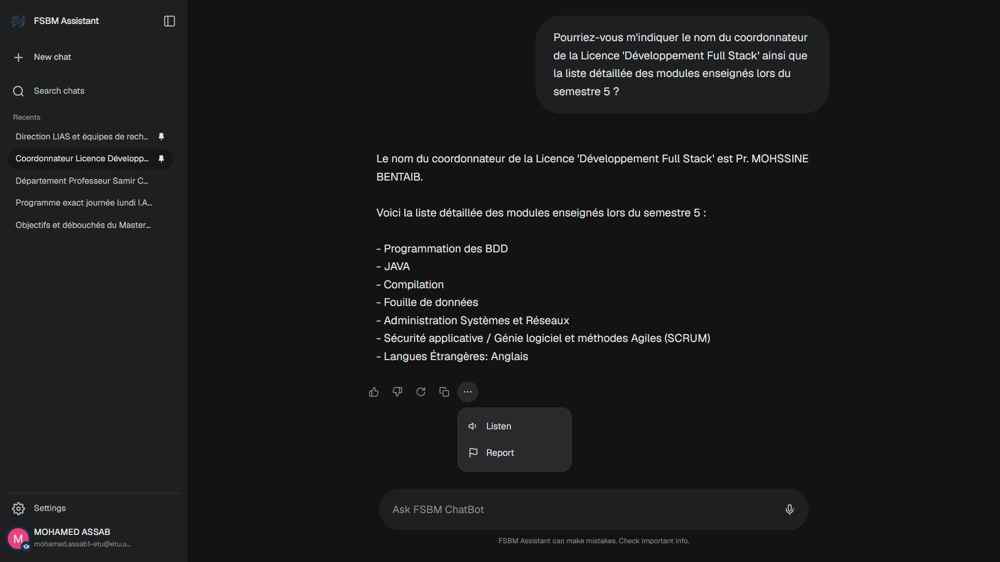 FSBM Assistant
New chat
Search chats
Recents
Direction LIAS et équipes de rech...
Coordonnateur Licence Développ...
Département Professeur Samir C...
Programme exact journée lundi I.A...
Objectifs et débouchés du Master...
Settings
M
MOHAMED ASSAB
mohamed.assab1-etu@etu.u...
Pourriez-vous m'indiquer le nom du coordonnateur
de la Licence 'Développement Full Stack' ainsi que
la liste détaillée des modules enseignés lors du
semestre 5 ?
Le nom du coordonnateur de la Licence 'Développement Full Stack' est Pr. MOHSSINE
BENTAIB.
Voici la liste détaillée des modules enseignés lors du semestre 5 :
- Programmation des BDD
- JAVA
- Compilation
- Fouille de données
- Administration Systèmes et Réseaux
- Sécurité applicative / Génie logiciel et méthodes Agiles (SCRUM)
- Langues Étrangères: Anglais
Listen
Report
Ask FSBM ChatBot
FSBM Assistant can make mistakes. Check important info.